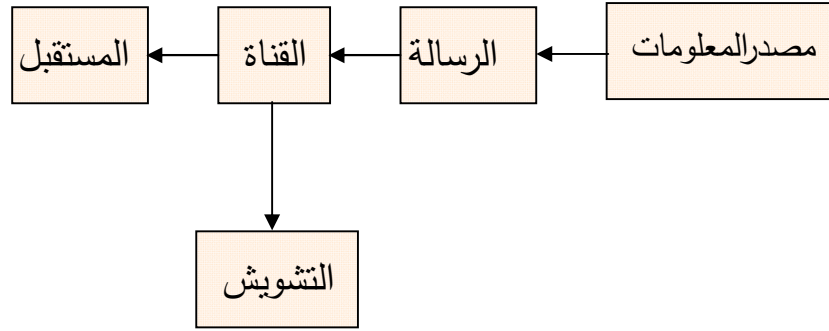 مصدرالمعلومات
الرسالة
القناة
المستقبل
التشويش